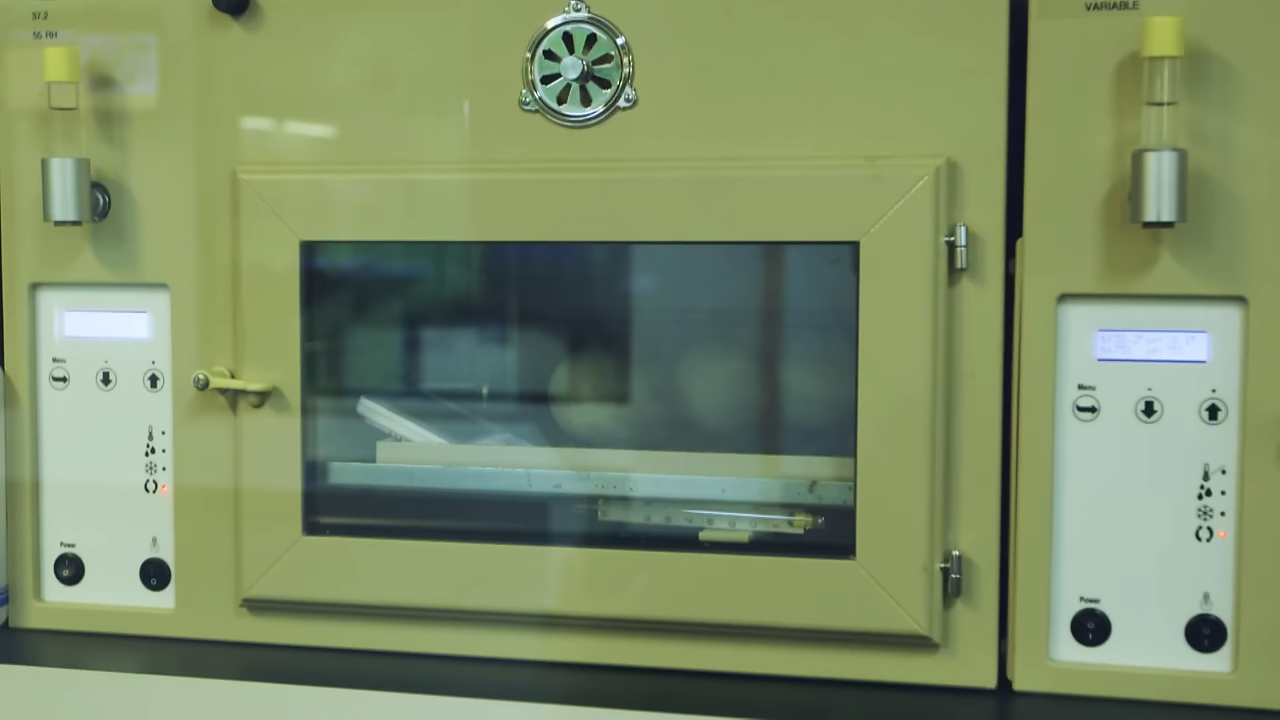 37.2
55 RH
VARIABLE
Menu
-
+
Power
Menu
-
+
Power